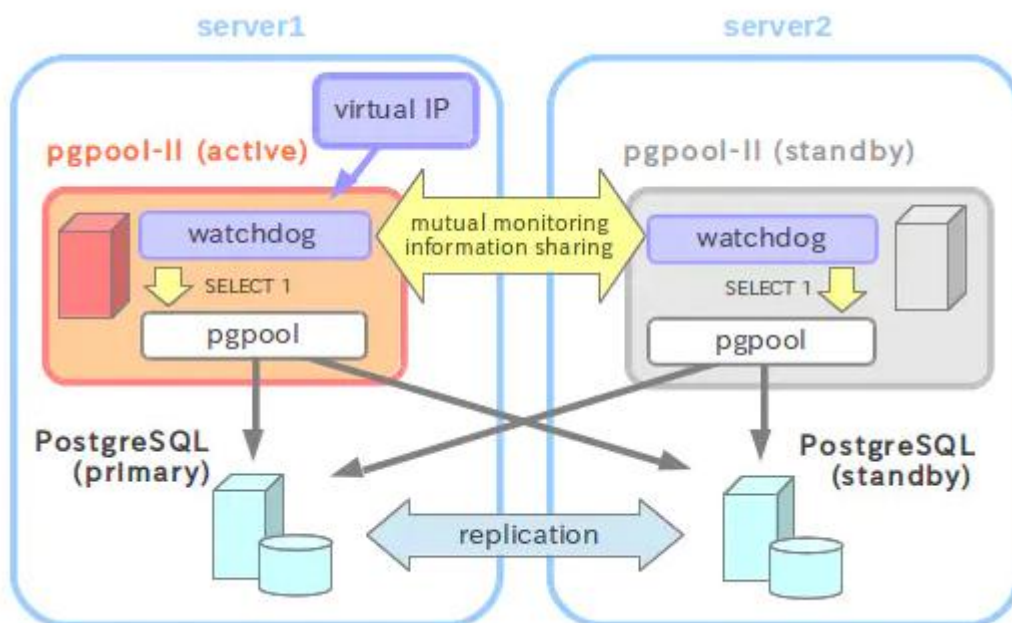 server1
server2
virtual IP
pgpool-II (active)
pgpool-II (standby)
watchdog
mutual monitoring
information sharing
watchdog
SELECT 1
SELECT 1
pgpool
pgpool
PostgreSQL
(primary)
PostgreSQL
(standby)
replication